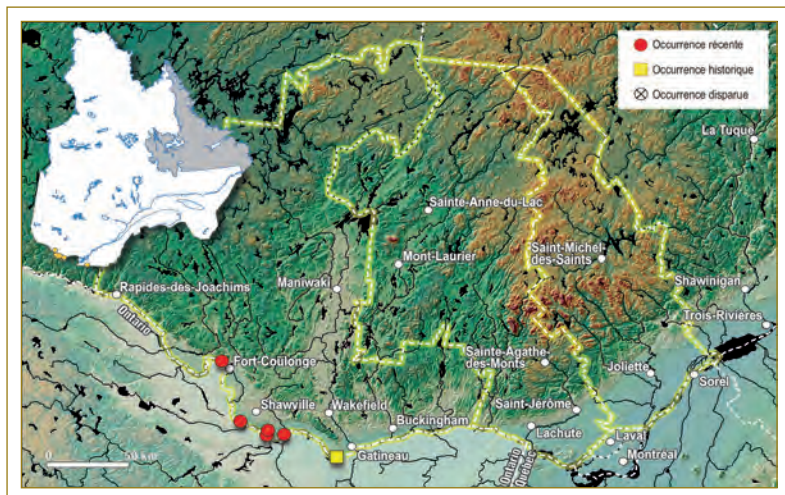 Occurrence récente
Occurrence historique
Occurrence disparue
La Tuque
Sainte-Anne-du-Lac
Saint-Michel
des-Saints
Mont-Laurier
Maniwaki
Rapides-des-Joachims
Shawinigan
Ontario
Trois-Rivières
Fort-Coulonge
Sainte-Agathe
des-Monts
Joliette
Sorel
Shawville
Wakefield
Saint-Jérôme
Buckingham
Lachute
Laval
Gatineau
Montréal
Ontario
Québec
0 50 km